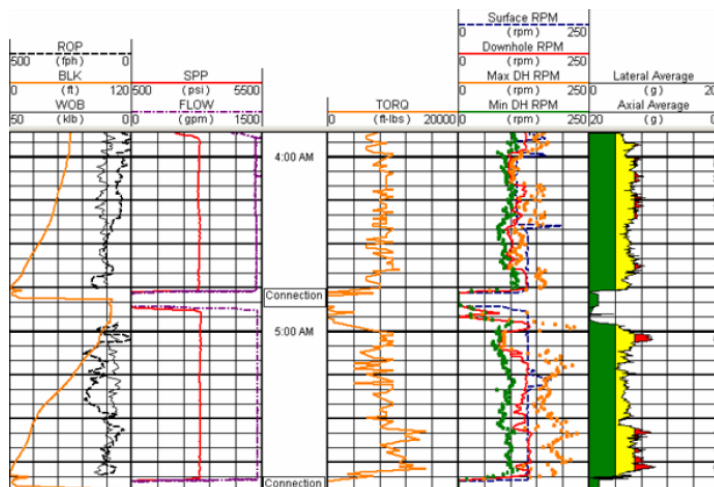 Surface RPM
0 (rpm) 250
ROP
500 (fph) 0
Downhole RPM
0 (rpm) 250
BLK
0 (ft) 120
SPP
500 (psi) 5500
Max DH RPM
0 (rpm) 250
Lateral Average
0 (g) 20
WOB
50 (klb) 0
FLOW
0 (gpm) 1500
TORQ
0 (ft-lbs) 20000
Min DH RPM
0 (rpm) 250
Axial Average
20 (g) 0
4:00 AM
Connection
5:00 AM
Connection